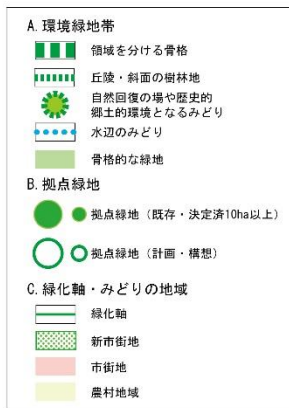 A.環境緑地帯
領域を分ける骨格
丘陵・斜面の樹林地
自然回復の場や歴史的
郷土的環境となるみどり
水辺のみどり
骨格的な緑地
B.拠点緑地
拠点緑地（既存・決定済10ha以上）
拠点緑地（計画・構想）
C.緑化軸・みどりの地域
緑化軸
新市街地
市街地
農村地域